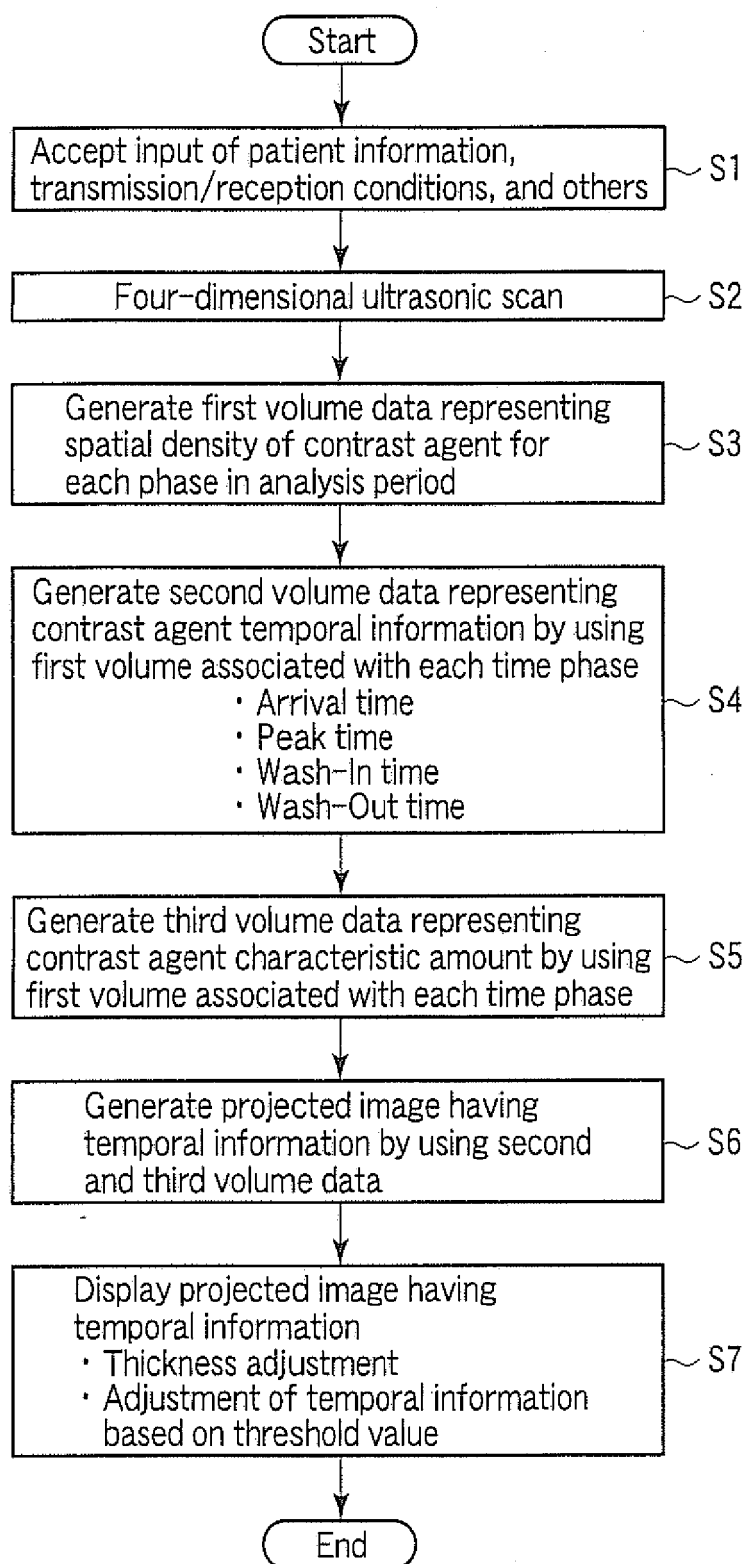 Start
Accept input of patient information,
transmission/reception conditions, and others
S1
Four-dimensional ultrasonic scan
S2
Generate first volume data representing
spatial density of contrast agent for
each phase in analysis period
S3
Generate second volume data representing
contrast agent temporal information by using
first volume associated with each time phase
・Arrival time
・Peak time
・Wash-In time
・Wash-Out time
S4
Generate third volume data representing
contrast agent characteristic amount by using
first volume associated with each time phase
S5
Generate projected image having
temporal information by using second
and third volume data
S6
Display projected image having
temporal information
・Thickness adjustment
・Adjustment of temporal information
based on threshold value
S7
End